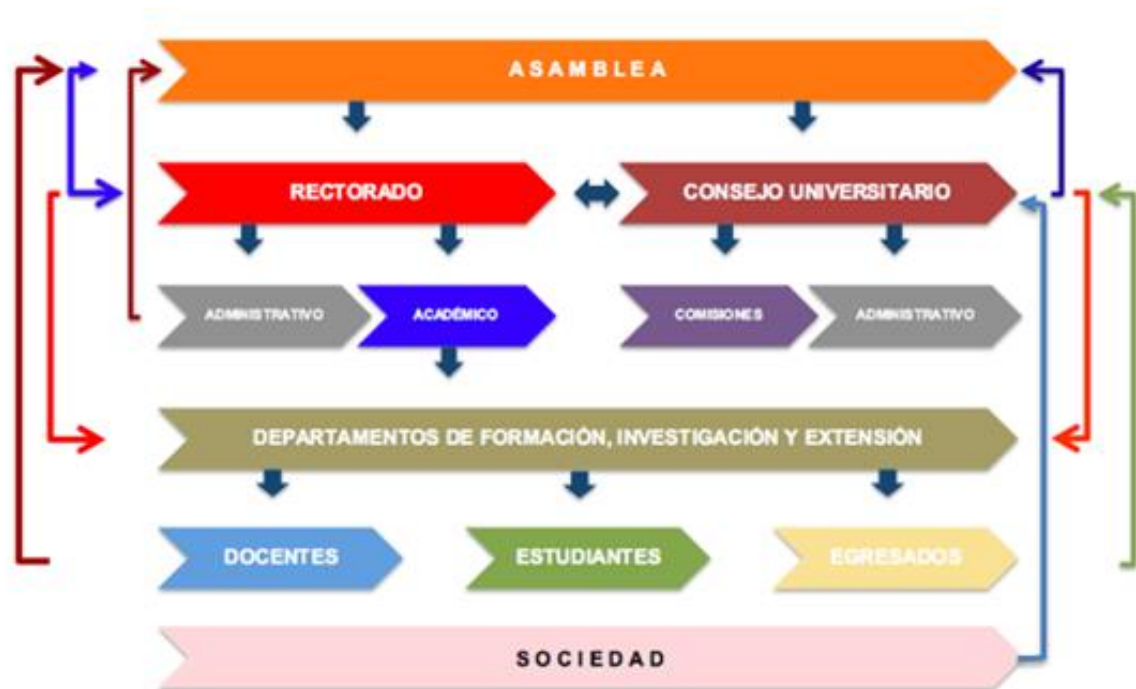 ASAMBLEA
RECTORADO
CONSEJO UNIVERSITARIO
ADMINISTRATIVO
ACADÉMICO
COMISIONES
ADMINISTRATIVO
DEPARTAMENTOS DE FORMACIÓN, INVESTIGACIÓN Y EXTENSIÓN
DOCENTES
ESTUDIANTES
EGRESADOS
SOCIEDAD